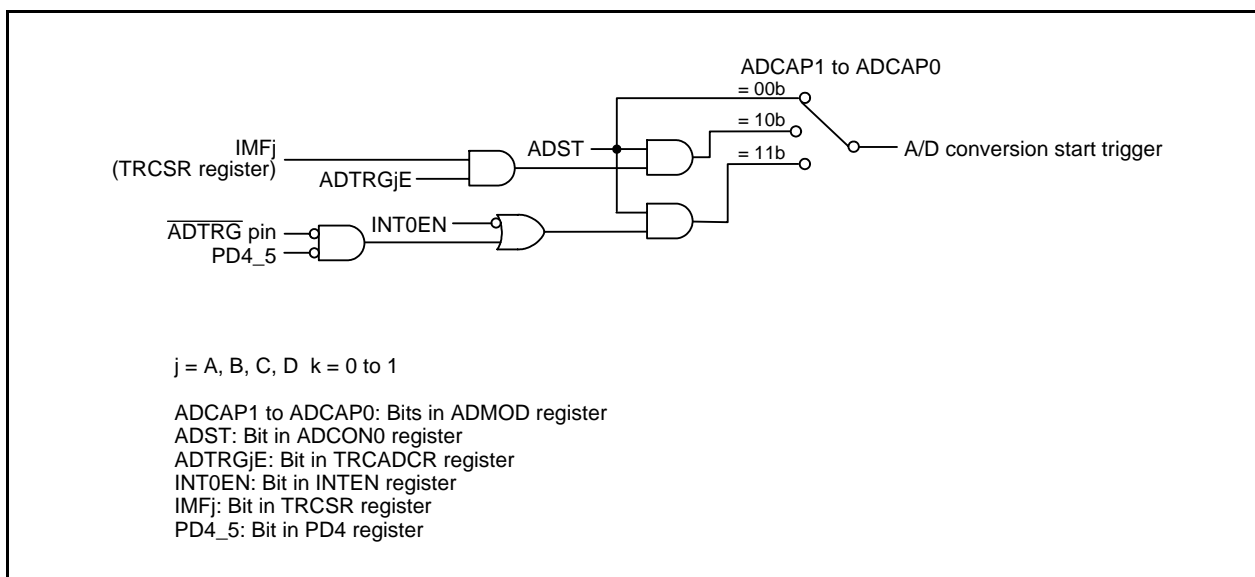 ADCAP1 to ADCAP0
= 00b
= 10b
= 11b
A/D conversion start trigger
IMFj
(TRCSR register)
ADTRGjE
ADST
ADTRG pin
PD4_5
INT0EN
j = A, B, C, D  k = 0 to 1
ADCAP1 to ADCAP0: Bits in ADMOD register
ADST: Bit in ADCON0 register
ADTRGjE: Bit in TRCADCR register
INT0EN: Bit in INTEN register
IMFj: Bit in TRCSR register
PD4_5: Bit in PD4 register